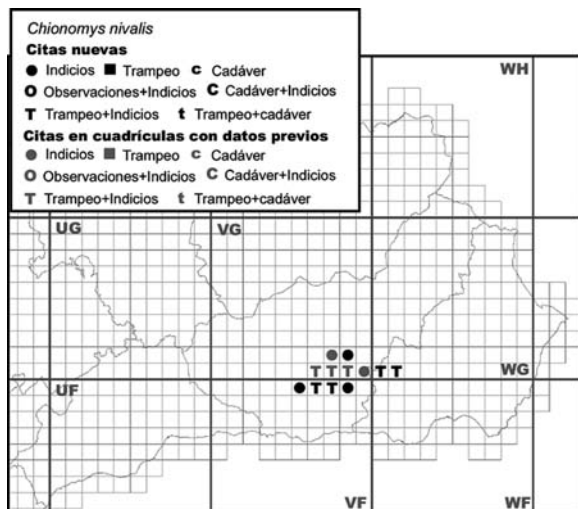 Chionomys nivalis
Citas nuevas
Indicios Trampeo c Cadáver
O Observaciones+Indicios C Cadáver+Indicios
T Trampeo+Indicios t Trampeo+cadáver
Citas en cuadrículas con datos previos
Indicios Trampeo c Cadáver
O Observaciones+Indicios C Cadáver+Indicios
T Trampeo+Indicios t Trampeo+cadáver
WH
UG VG
T T T T T
WG
UF
T T
VF WF